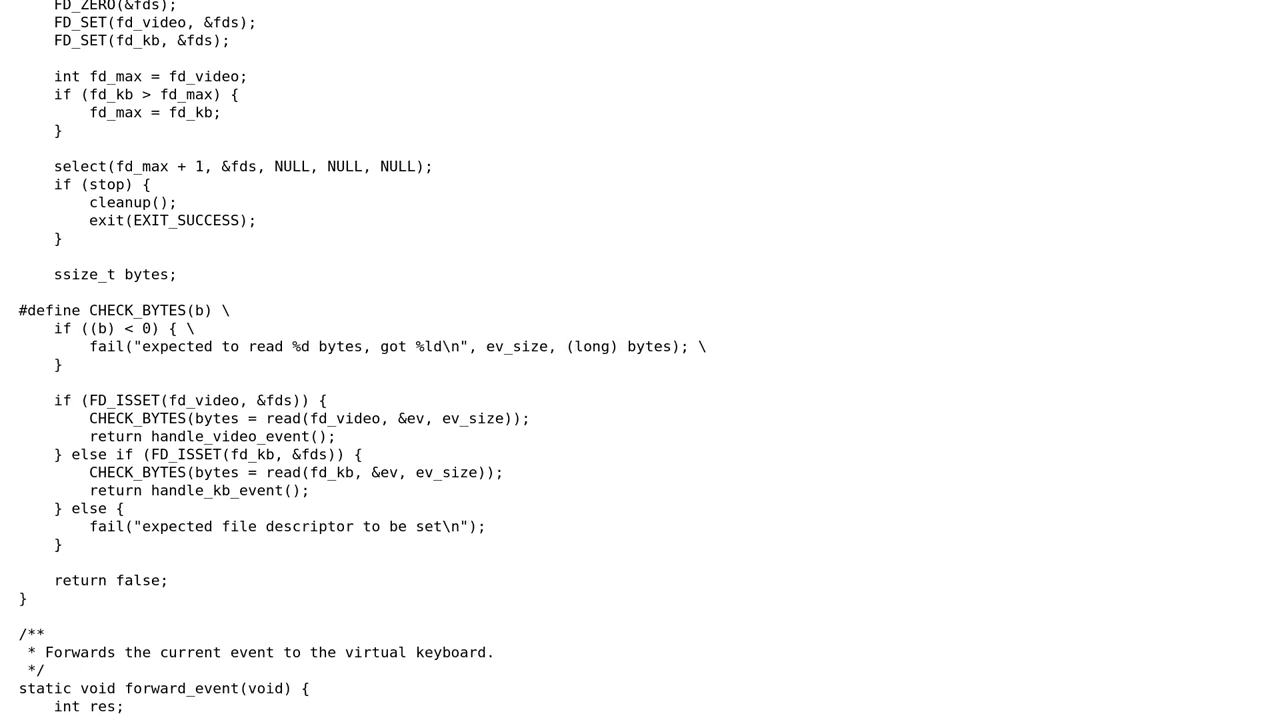 FD_ZERO(&fds);
    FD_SET(fd_video, &fds);
    FD_SET(fd_kb, &fds);

    int fd_max = fd_video;
    if (fd_kb > fd_max) {
        fd_max = fd_kb;
    }

    select(fd_max + 1, &fds, NULL, NULL, NULL);
    if (stop) {
        cleanup();
        exit(EXIT_SUCCESS);
    }

    ssize_t bytes;

#define CHECK_BYTES(b) \
    if ((b) < 0) { \
        fail("expected to read %d bytes, got %ld\n", ev_size, (long) bytes); \
    }

    if (FD_ISSET(fd_video, &fds)) {
        CHECK_BYTES(bytes = read(fd_video, &ev, ev_size));
        return handle_video_event();
    } else if (FD_ISSET(fd_kb, &fds)) {
        CHECK_BYTES(bytes = read(fd_kb, &ev, ev_size));
        return handle_kb_event();
    } else {
        fail("expected file descriptor to be set\n");
    }

    return false;
}

/**
 * Forwards the current event to the virtual keyboard.
 */
static void forward_event(void) {
    int res;